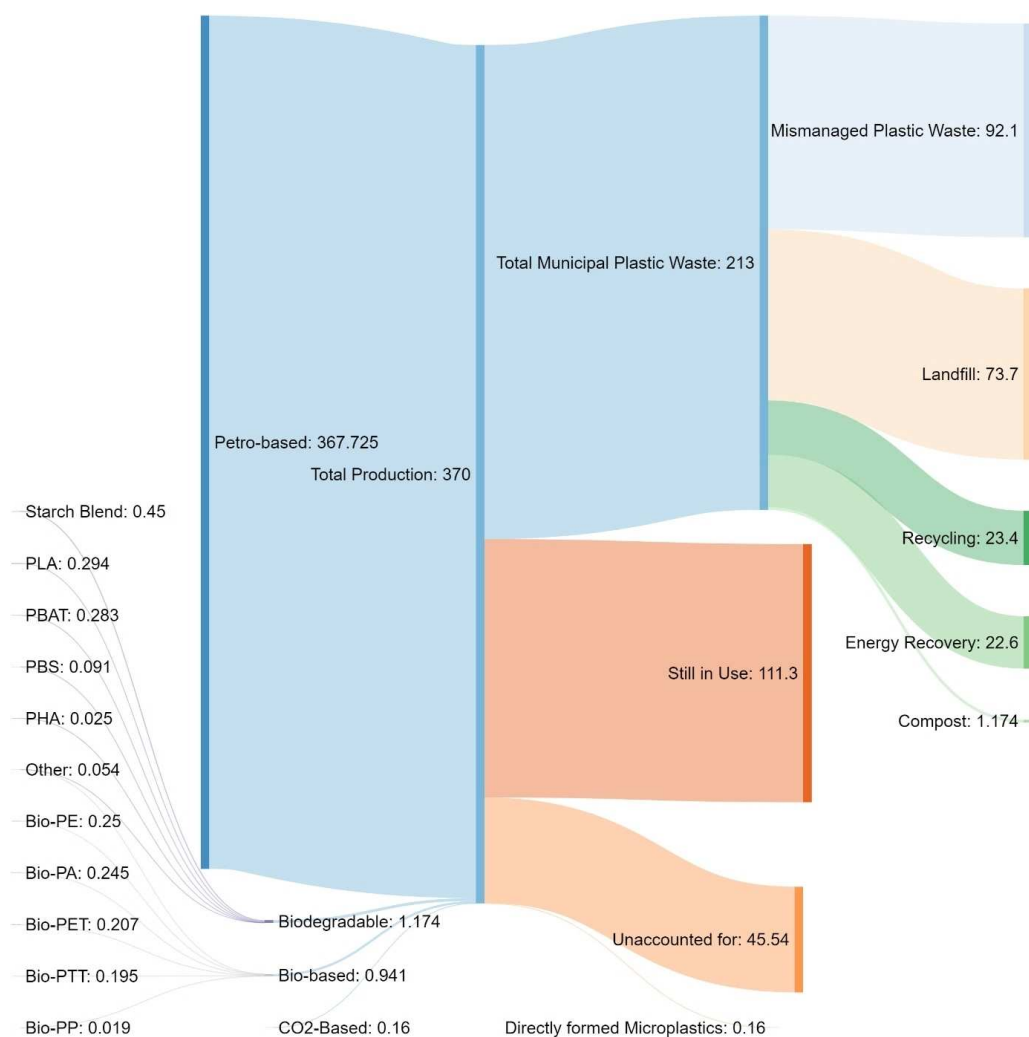 Mismanaged Plastic Waste: 92.1
Total Municipal Plastic Waste: 213
Landfill: 73.7
Petro-based: 367.725
Total Production: 370
Starch Blend: 0.45
Recycling: 23.4
PLA: 0.294
PBAT: 0.283
Energy Recovery: 22.6
PBS: 0.091
Still in Use: 111.3
PHA: 0.025
Compost: 1.174
Other: 0.054
Bio-PE: 0.25
Bio-PA: 0.245
Bio-PET: 0.207
Biodegradable: 1.174
Unaccounted for: 45.54
Bio-PTT: 0.195
Bio-based: 0.941
Bio-PP: 0.019
CO2-Based: 0.16
Directly formed Microplastics: 0.16